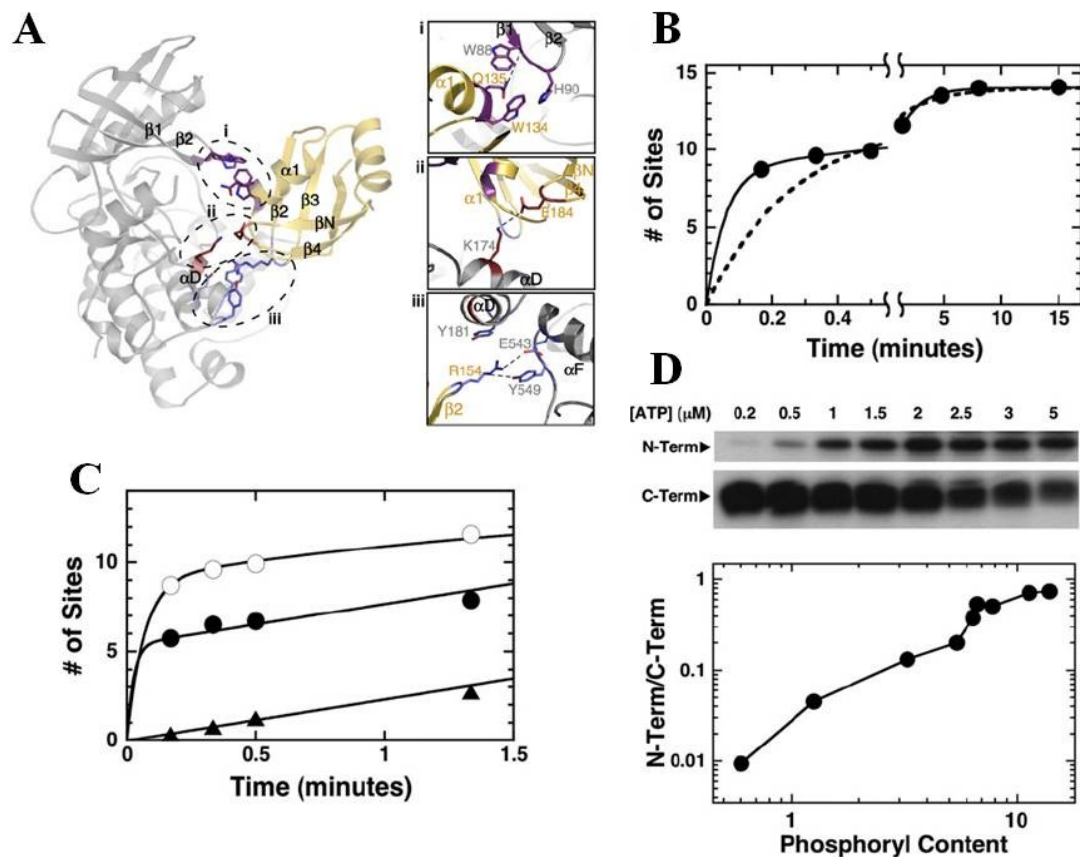 A
β1
β2
i
α1
β2
β3
βN
β4
ii
αD
iii
i
β1
β2
W88
α1
Q135
H90
W134
ii
βN
α1
E184
K174
αD
iii
αD
Y181
E543
αF
R154
Y549
β2
B
# of Sites
15
10
5
0
0
0.2
0.4
5
10
15
Time (minutes)
C
# of Sites
10
5
0
0
0.5
1
1.5
Time (minutes)
D
[ATP] (μM) 0.2 0.5 1 1.5 2 2.5 3 5
N-Term
C-Term
N-Term/C-Term
1
0.1
0.01
1
10
Phosphoryl Content